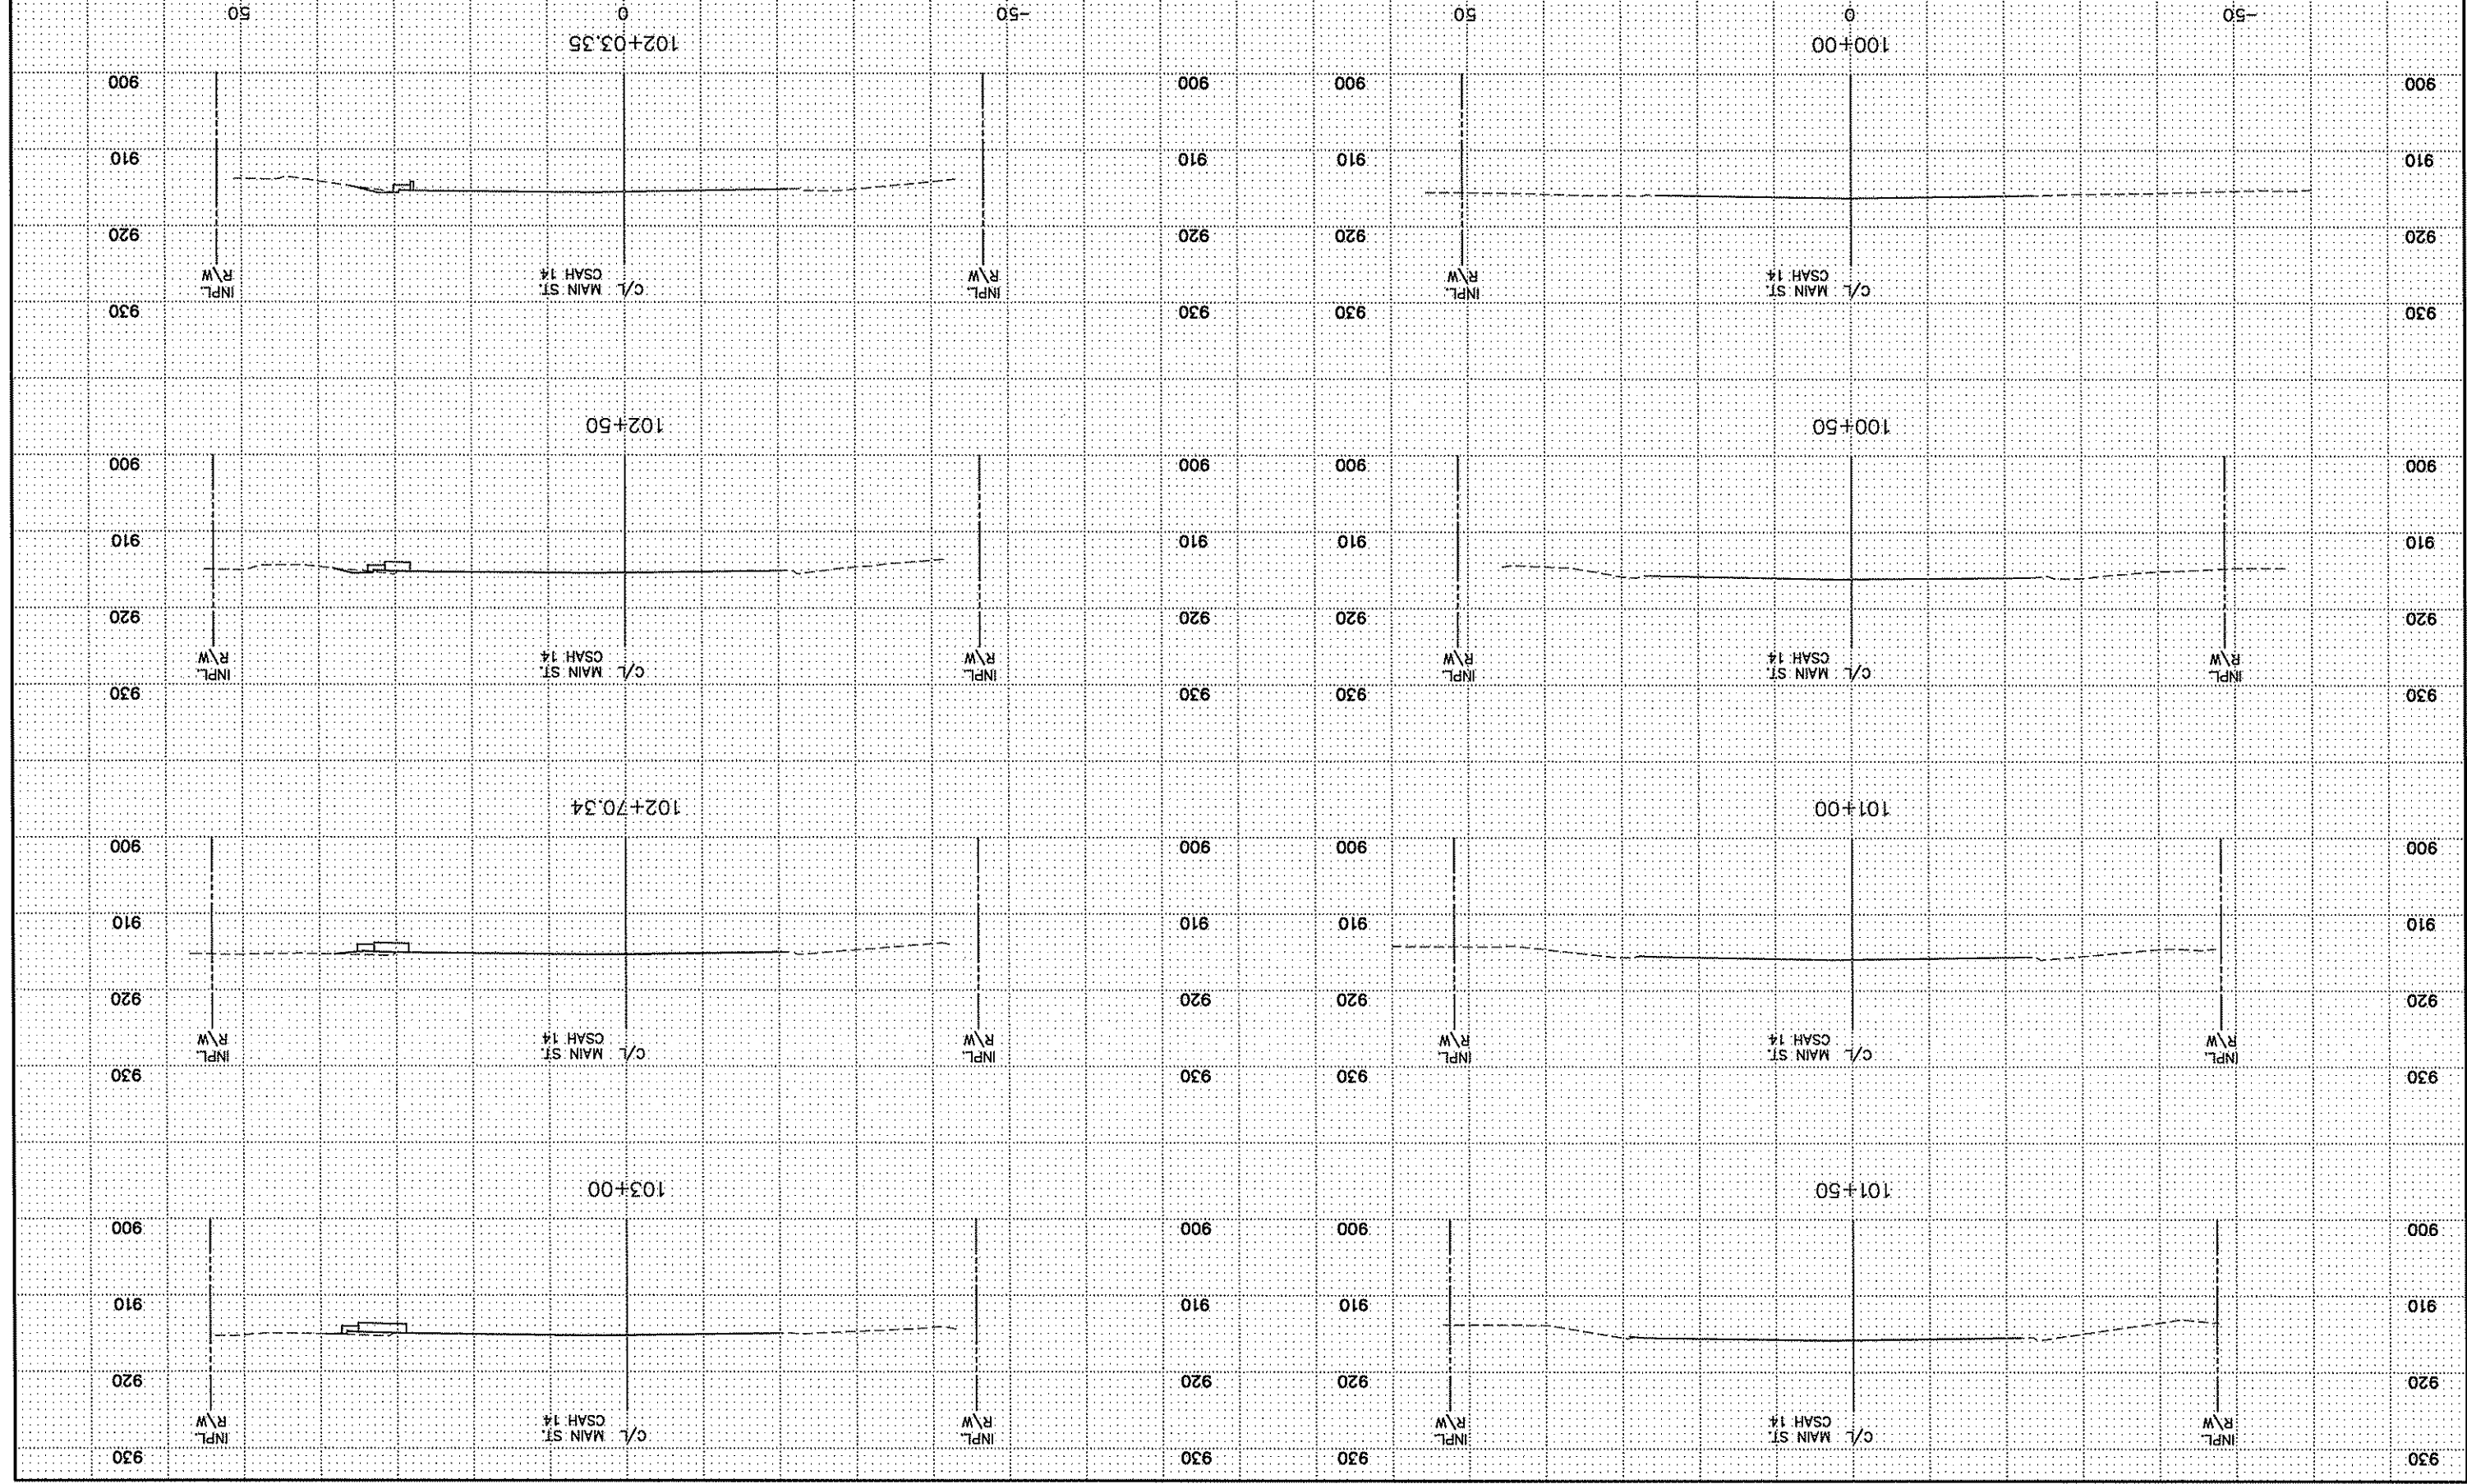 930 930 930 930
INPL. C/L MAIN ST. INPL. INPL. C/L MAIN ST. INPL.
R/W CSAH 14 R/W R/W CSAH 14 R/W
920 920 920 920
910 910 910 910
900 900 900 900
101+50 103+00
930 930 930 930
INPL. C/L MAIN ST. INPL. INPL. C/L MAIN ST. INPL.
R/W CSAH 14 R/W R/W CSAH 14 R/W
920 920 920 920
910 910 910 910
900 900 900 900
101+00 102+70.34
930 930 930 930
INPL. C/L MAIN ST. INPL. INPL. C/L MAIN ST. INPL.
R/W CSAH 14 R/W R/W CSAH 14 R/W
920 920 920 920
910 910 910 910
900 900 900 900
100+50 102+50
930 930 930 930
C/L MAIN ST. INPL. INPL. C/L MAIN ST. INPL.
CSAH 14 R/W R/W CSAH 14 R/W
920 920 920 920
910 910 910 910
900 900 900 900
100+00 102+03.35
-50 0 50 -50 0 50